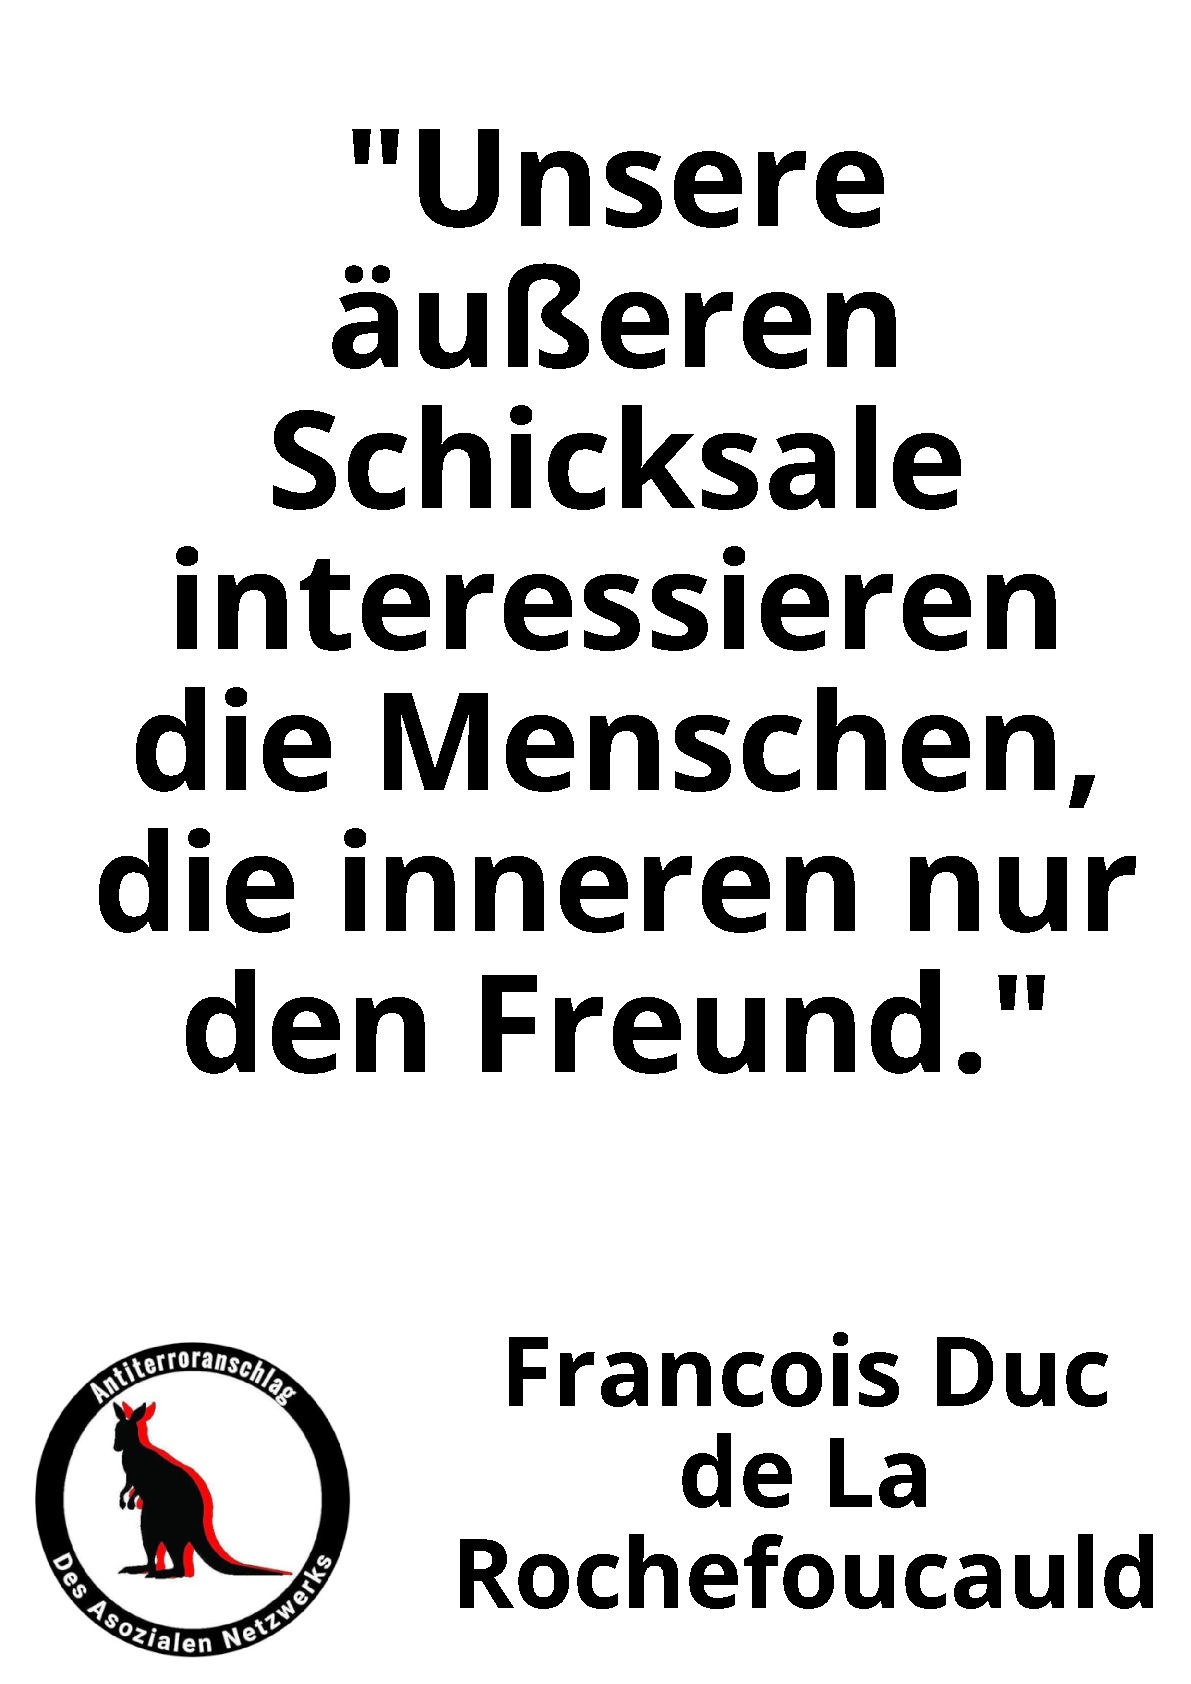 "Unsere
äußeren
Schicksale
interessieren
die Menschen,
die inneren nur
den Freund."
Francois Duc
de La
Rochefoucauld
Antiterroranschlag
Des Asozialen Netzwerks